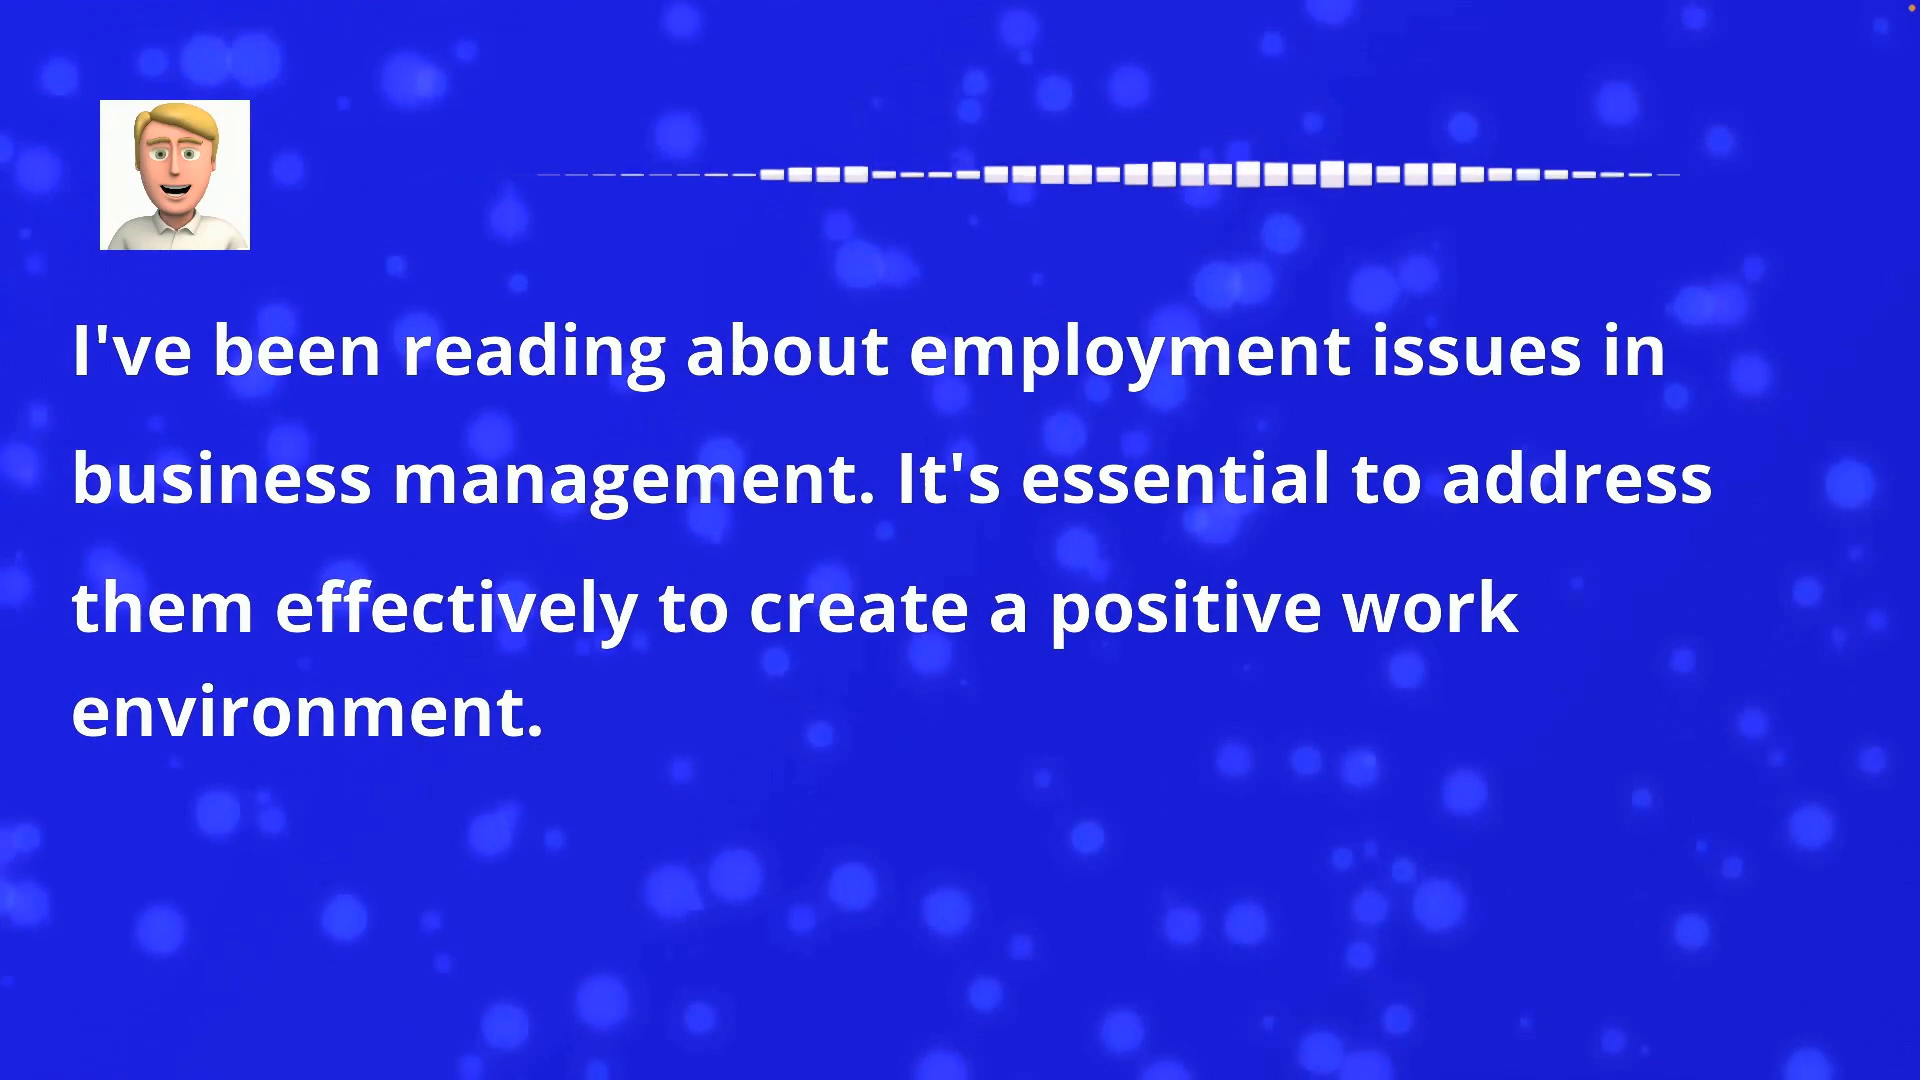 I've been reading about employment issues in
business management. It's essential to address
them effectively to create a positive work
environment.